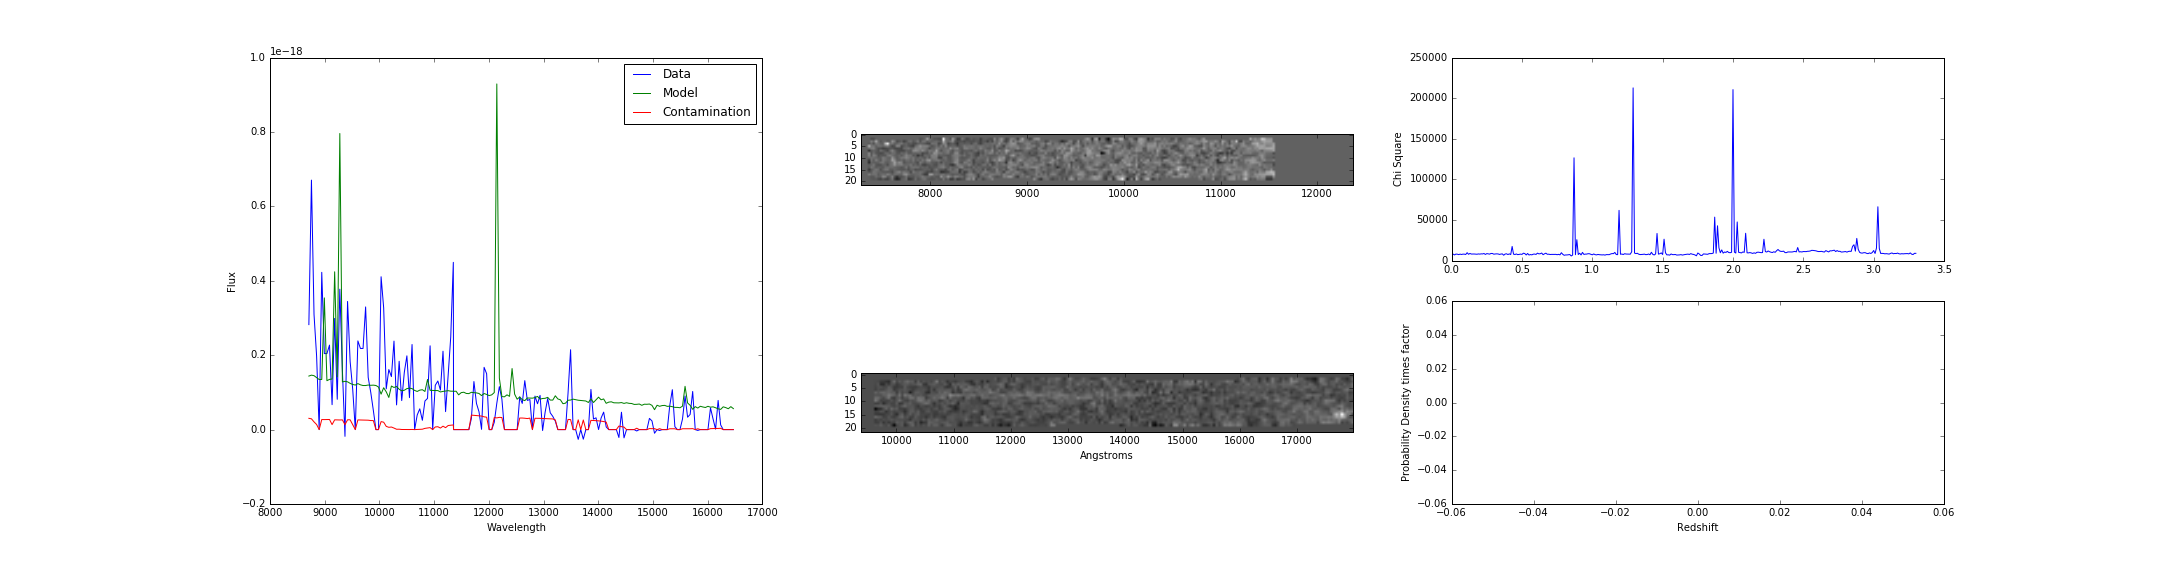 1e−18
1.0
0.8
0.6
0.4
0.2
0.0
−0.2
Flux
8000 9000 10000 11000 12000 13000 14000 15000 16000 17000
Wavelength
Data
Model
Contamination
0
5
10
15
20
8000 9000 10000 11000 12000
0
5
10
15
20
10000 11000 12000 13000 14000 15000 16000 17000
Angstroms
250000
200000
150000
100000
50000
0
Chi Square
0.0 0.5 1.0 1.5 2.0 2.5 3.0 3.5
0.06
0.04
0.02
0.00
−0.02
−0.04
−0.06
Probability Density times factor
−0.06 −0.04 −0.02 0.00 0.02 0.04 0.06
Redshift